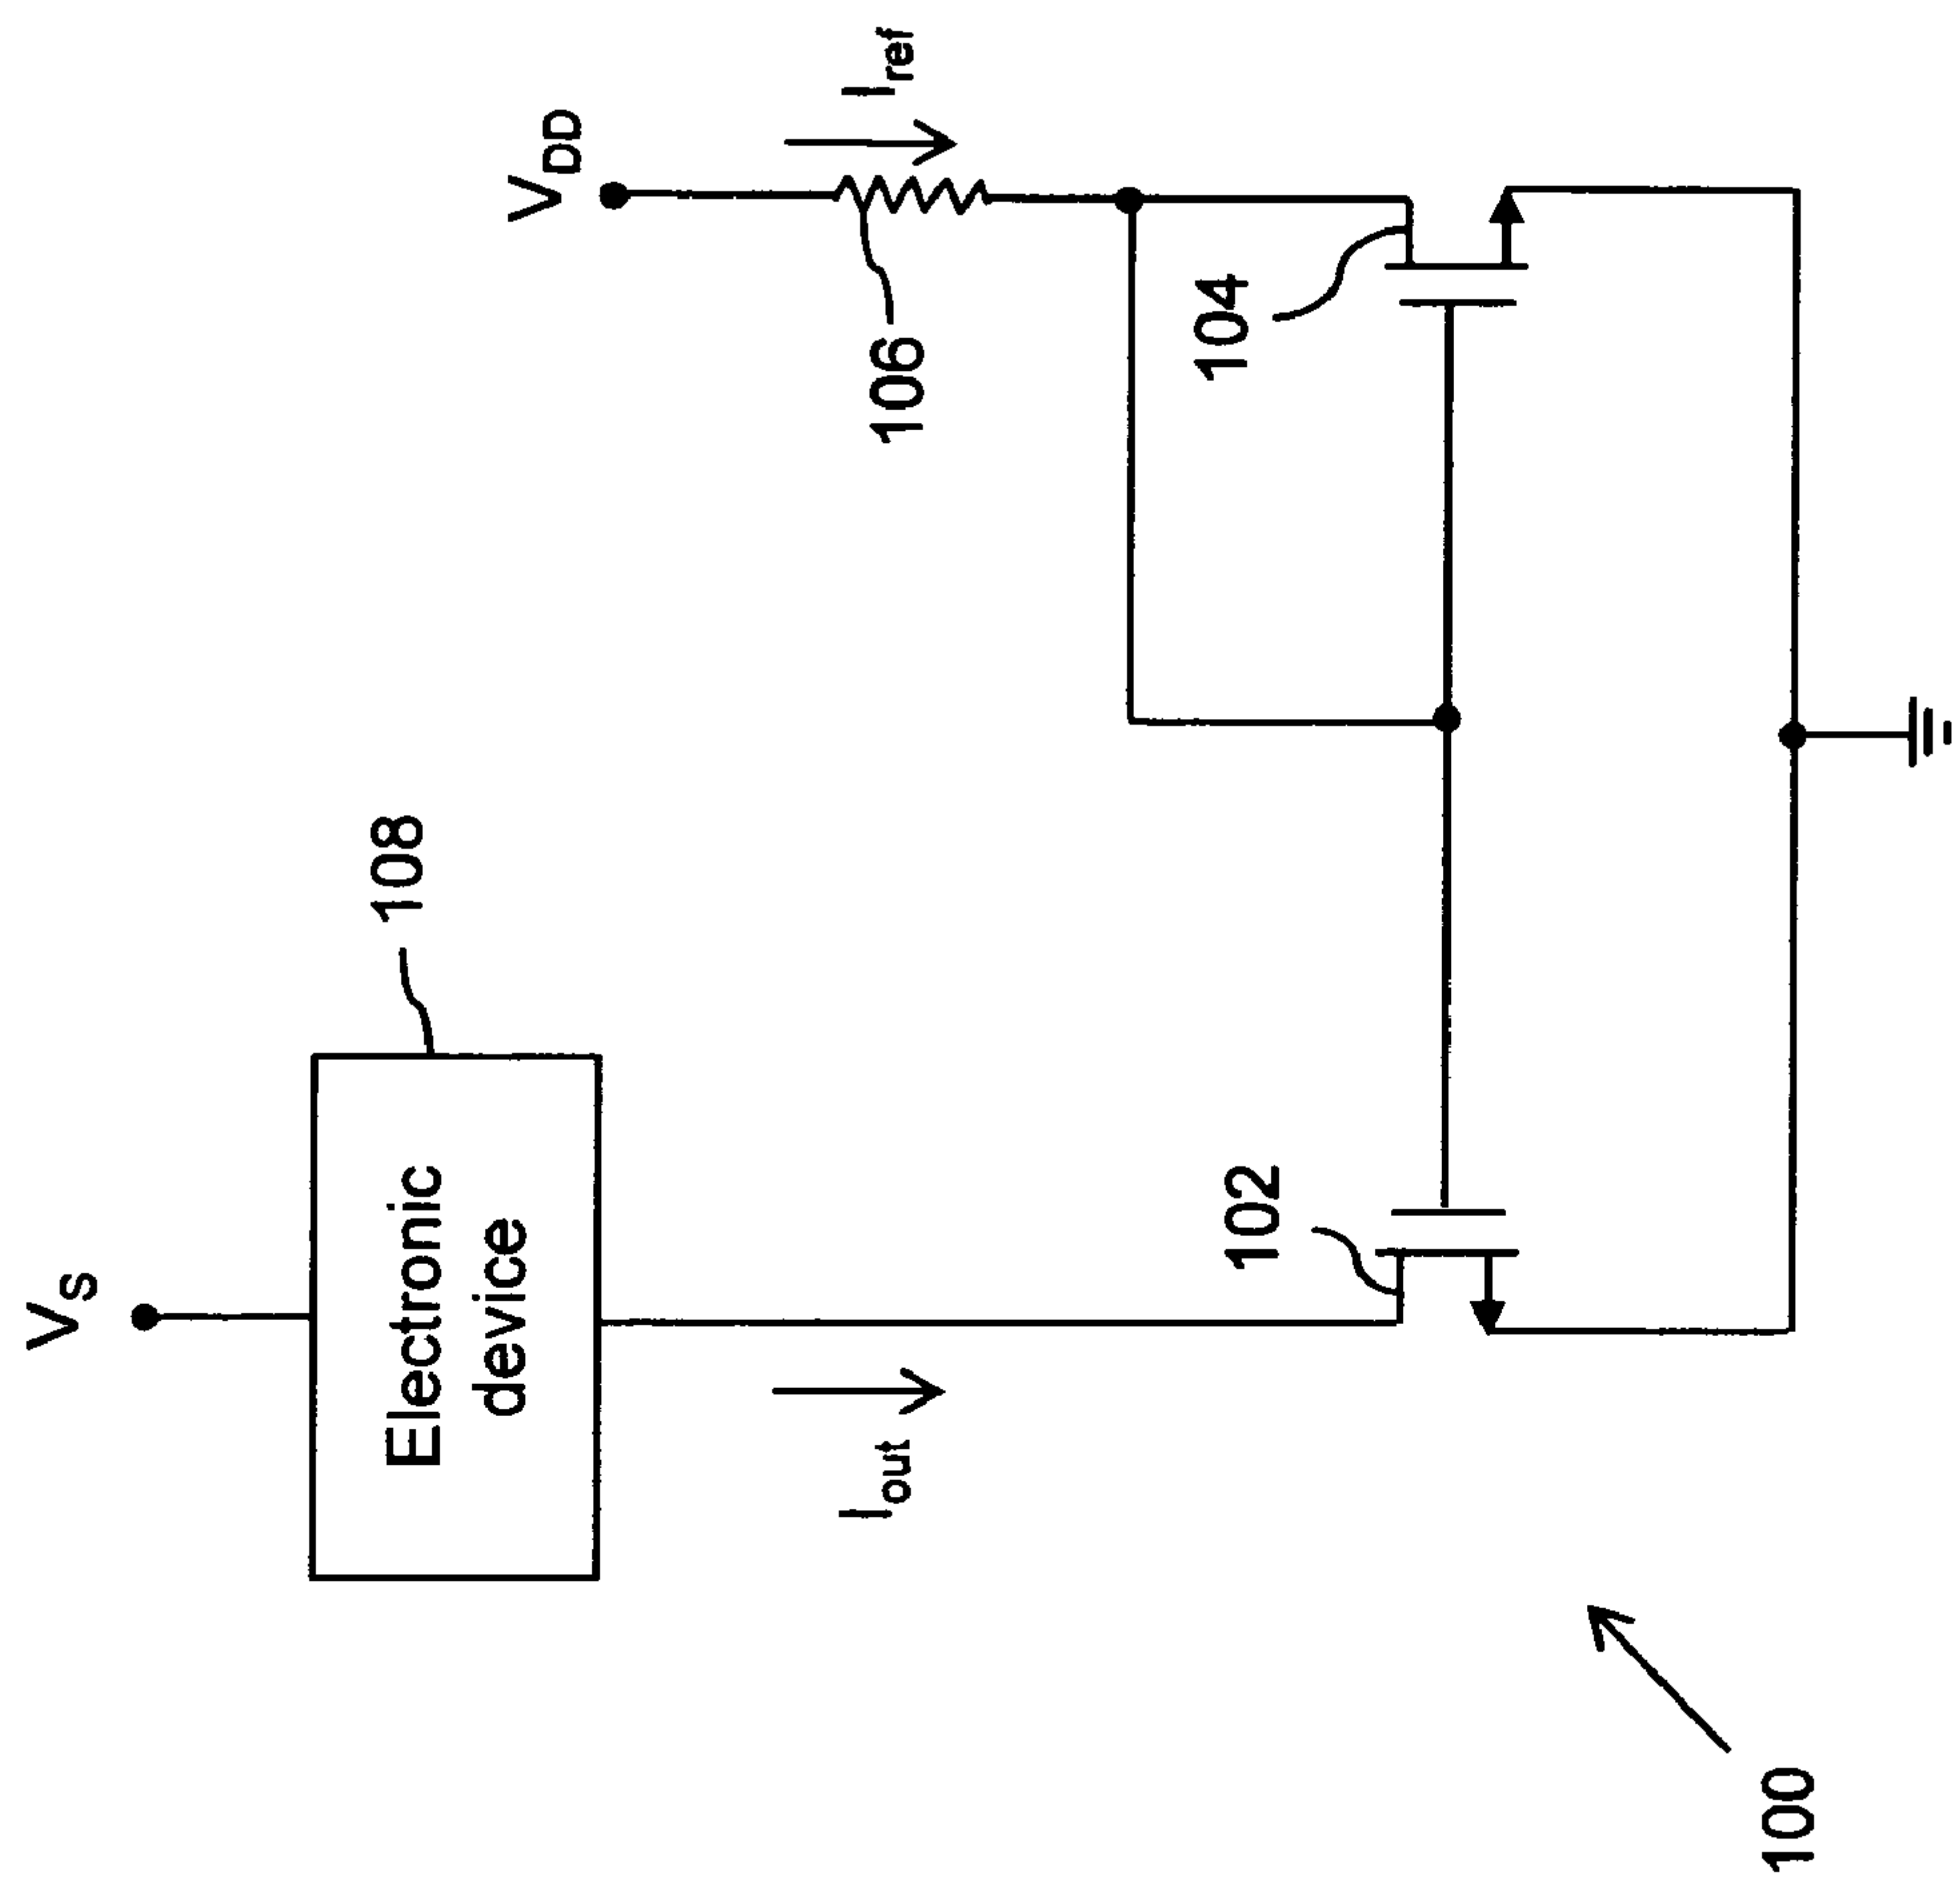 V_S
V_DD
108
Electronic
device
106
I_out
I_ref
102
104
100